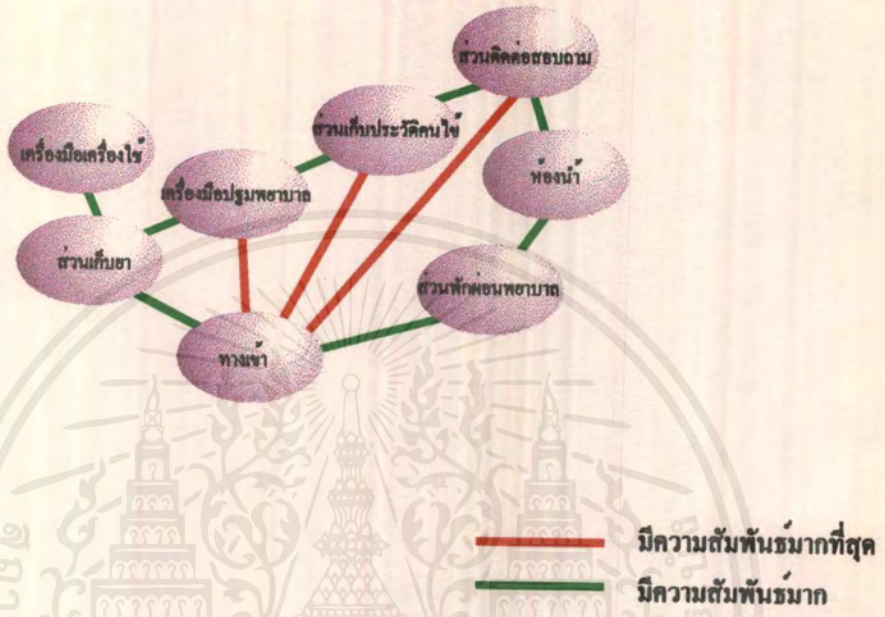 ส่วนติดต่อสอบถาม
ส่วนเก็บประวัติคนไข้
เครื่องมือเครื่องใช้
เครื่องมือปฐมพยาบาล
ห้องน้ำ
ส่วนเก็บยา
ส่วนพักผ่อนพยาบาล
ทางเข้า
มีความสัมพันธ์มากที่สุด
มีความสัมพันธ์มาก